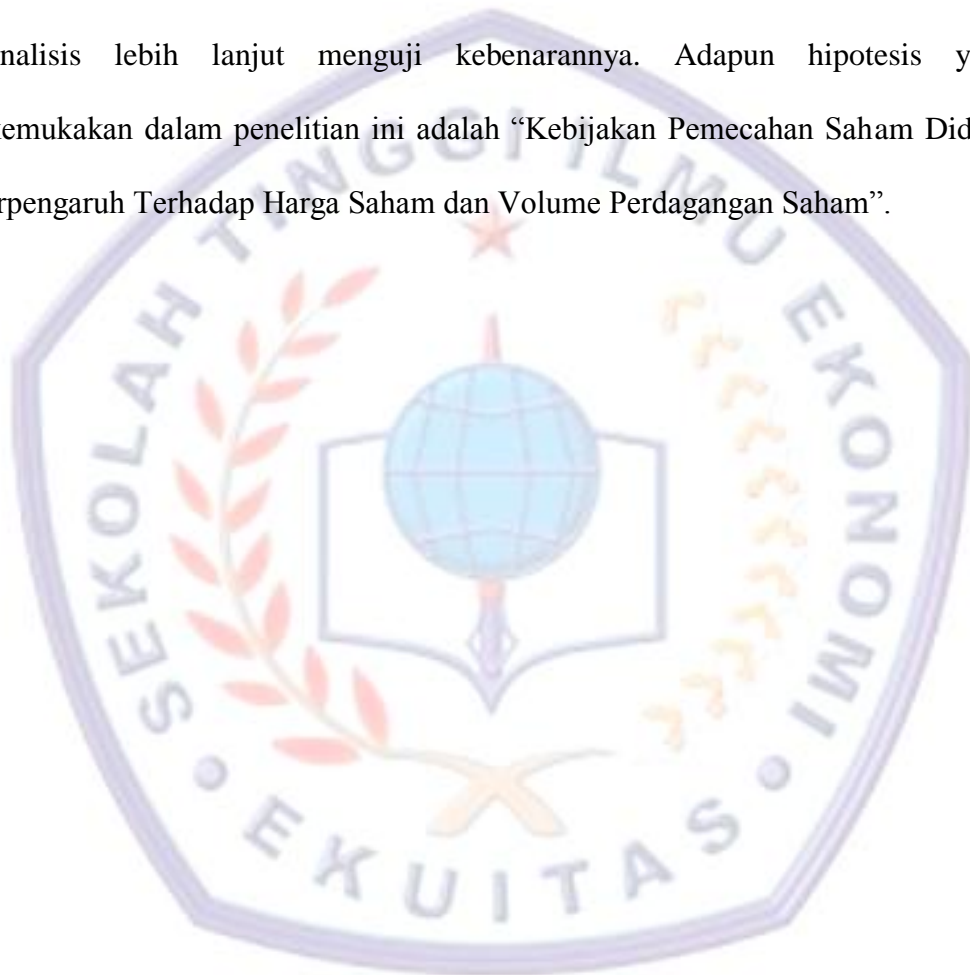 nalisis lebih lanjut menguji kebenarannya. Adapun hipotesis y
kemukakan dalam penelitian ini adalah “Kebijakan Pemecahan Saham Did
rpengaruh Terhadap Harga Saham dan Volume Perdagangan Saham”.
SEKOLAH TINGGI ILMU EKONOMI
• EKUITAS •